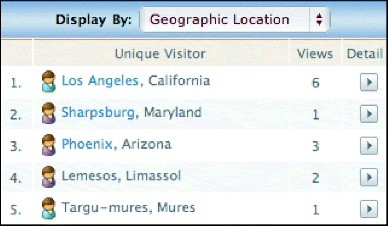 Display By: Geographic Location
Unique Visitor Views Detail
1. Los Angeles, California 6
2. Sharpsburg, Maryland 1
3. Phoenix, Arizona 3
4. Lemesos, Limassol 2
5. Targu-mures, Mures 1